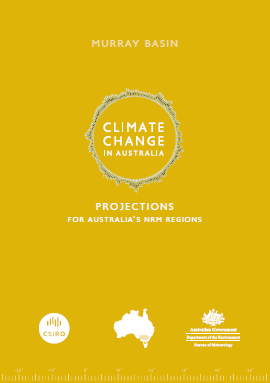 MURRAY BASIN
CLIMATE
CHANGE
IN AUSTRALIA
PROJECTIONS
FOR AUSTRALIA'S NRM REGIONS
CSIRO
Australian Government
Department of the Environment
Bureau of Meteorology